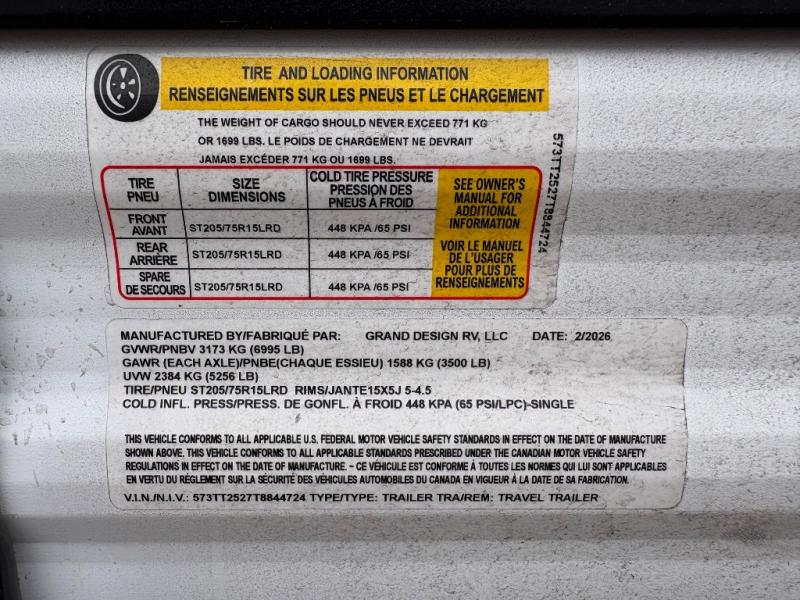 TIRE AND LOADING INFORMATION
RENSEIGNEMENTS SUR LES PNEUS ET LE CHARGEMENT
THE WEIGHT OF CARGO SHOULD NEVER EXCEED 771 KG
OR 1699 LBS. LE POIDS DE CHARGEMENT NE DEVRAIT
JAMAIS EXCÉDER 771 KG OU 1699 LBS.
TIRE
PNEU
SIZE
DIMENSIONS
COLD TIRE PRESSURE
PRESSION DES
PNEUS À FROID
FRONT
AVANT
ST205/75R15LRD
448 KPA /65 PSI
REAR
ARRIÈRE
ST205/75R15LRD
448 KPA /65 PSI
SPARE
DE SECOURS
ST205/75R15LRD
448 KPA /65 PSI
SEE OWNER'S
MANUAL FOR
ADDITIONAL
INFORMATION
VOIR LE MANUEL
DE L'USAGER
POUR PLUS DE
RENSEIGNEMENTS
573TT2527T8844724
MANUFACTURED BY/FABRIQUÉ PAR: GRAND DESIGN RV, LLC DATE: 2/2026
GVWR/PNBV 3173 KG (6995 LB)
GAWR (EACH AXLE)/PNBE(CHAQUE ESSIEU) 1588 KG (3500 LB)
UVW 2384 KG (5256 LB)
TIRE/PNEU ST205/75R15LRD RIMS/JANTE15X5J 5-4.5
COLD INFL. PRESS/PRESS. DE GONFL. À FROID 448 KPA (65 PSI/LPC)-SINGLE
THIS VEHICLE CONFORMS TO ALL APPLICABLE U.S. FEDERAL MOTOR VEHICLE SAFETY STANDARDS IN EFFECT ON THE DATE OF MANUFACTURE
SHOWN ABOVE. THIS VEHICLE CONFORMS TO ALL APPLICABLE STANDARDS PRESCRIBED UNDER THE CANADIAN MOTOR VEHICLE SAFETY
REGULATIONS IN EFFECT ON THE DATE OF MANUFACTURE. ~ CE VÉHICULE EST CONFORME À TOUTES LES NORMES QUI LUI SONT APPLICABLES
EN VERTU DU RÈGLEMENT SUR LA SÉCURITÉ DES VÉHICULES AUTOMOBILES DU CANADA EN VIGUEUR À LA DATE DE SA FABRICATION.
V.I.N./N.I.V.: 573TT2527T8844724 TYPE/TYPE: TRAILER TRA/REM: TRAVEL TRAILER